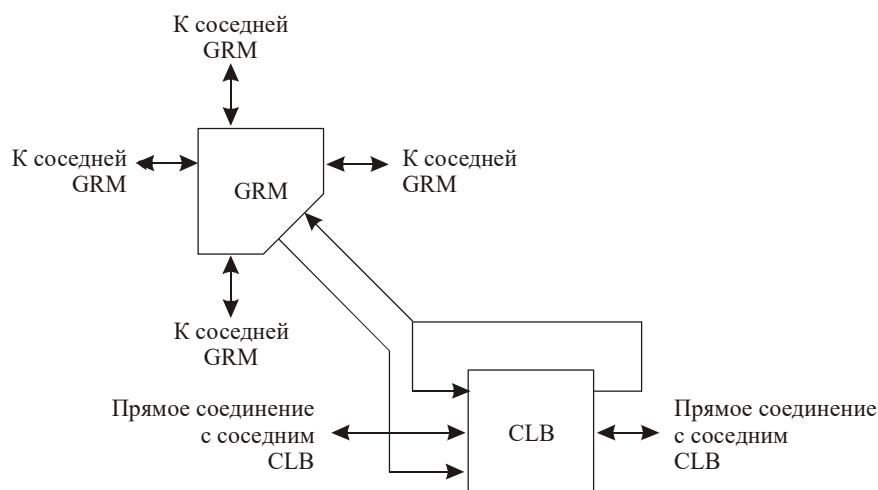 К соседней
GRM
К соседней
GRM
GRM
К соседней
GRM
К соседней
GRM
Прямое соединение
с соседним
CLB
CLB
Прямое соединение
с соседним
CLB